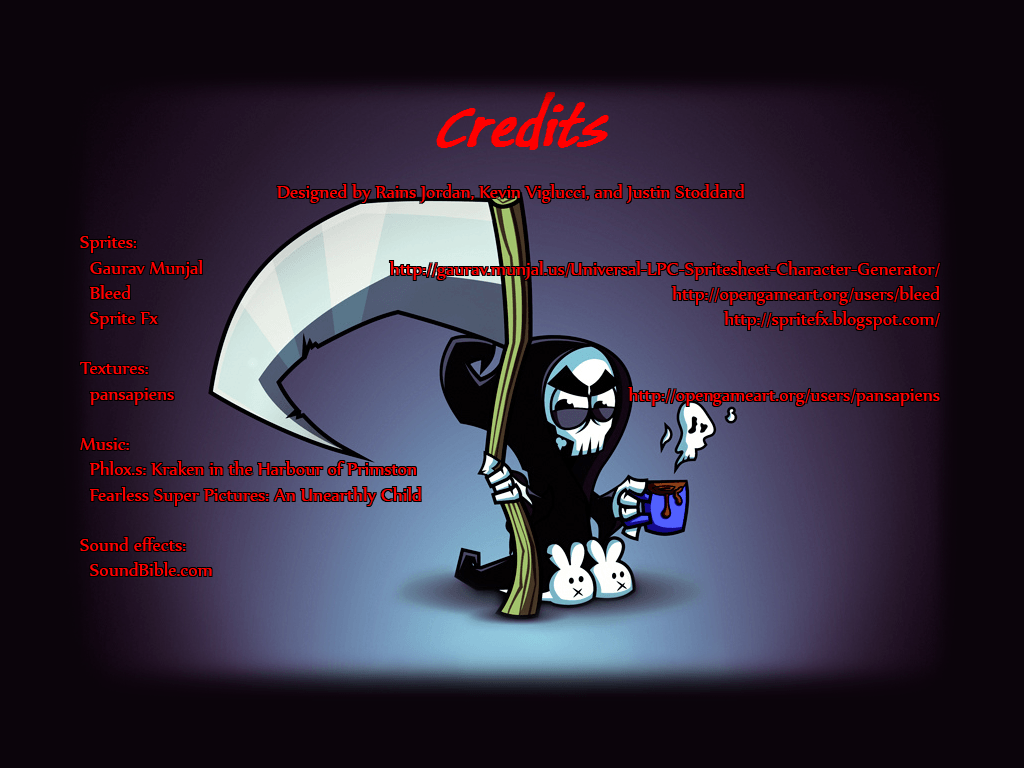 Credits
Designed by Rains Jordan, Kevin Viglucci, and Justin Stoddard
Sprites:
Gaurav Munjal http://gaurav.munjal.us/Universal-LPC-Spritesheet-Character-Generator/
Bleed http://opengameart.org/users/bleed
Sprite Fx http://spritefx.blogspot.com/
Textures:
pansapiens http://opengameart.org/users/pansapiens
Music:
Phlox.s: Kraken in the Harbour of Primston
Fearless Super Pictures: An Unearthly Child
Sound effects:
SoundBible.com